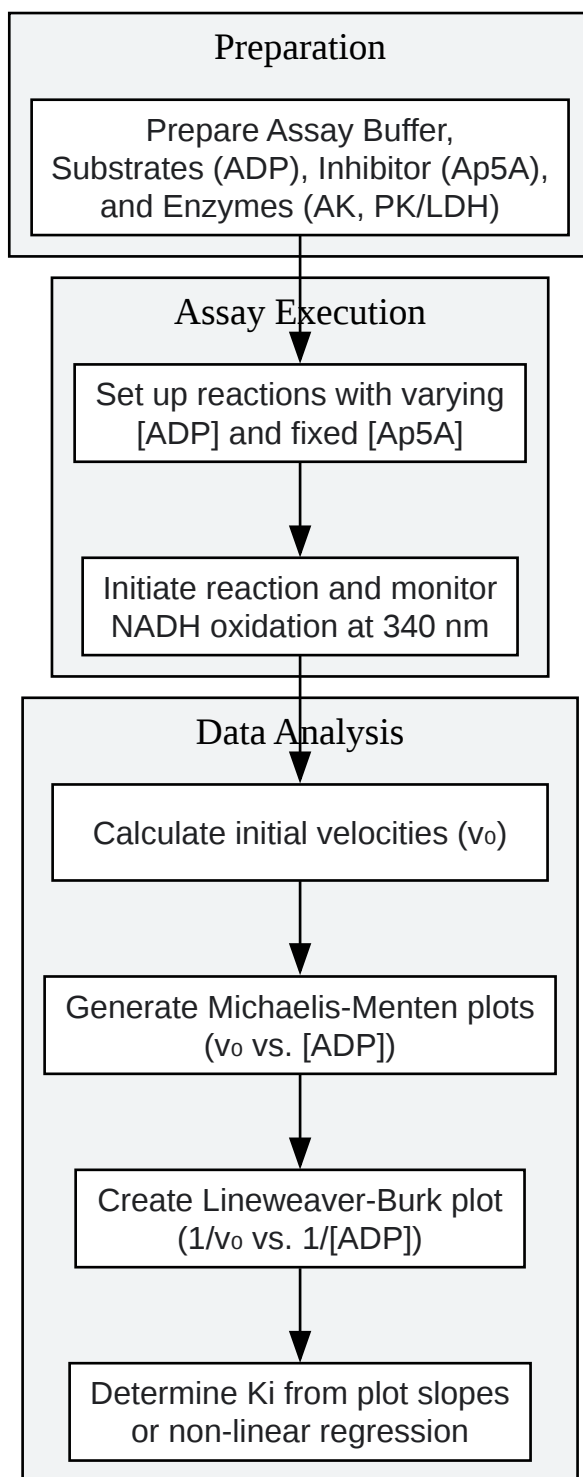 Preparation
Prepare Assay Buffer,
Substrates (ADP), Inhibitor (Ap5A),
and Enzymes (AK, PK/LDH)
Assay Execution
Set up reactions with varying
[ADP] and fixed [Ap5A]
Initiate reaction and monitor
NADH oxidation at 340 nm
Data Analysis
Calculate initial velocities (v₀)
Generate Michaelis-Menten plots
(v₀ vs. [ADP])
Create Lineweaver-Burk plot
(1/v₀ vs. 1/[ADP])
Determine Ki from plot slopes
or non-linear regression